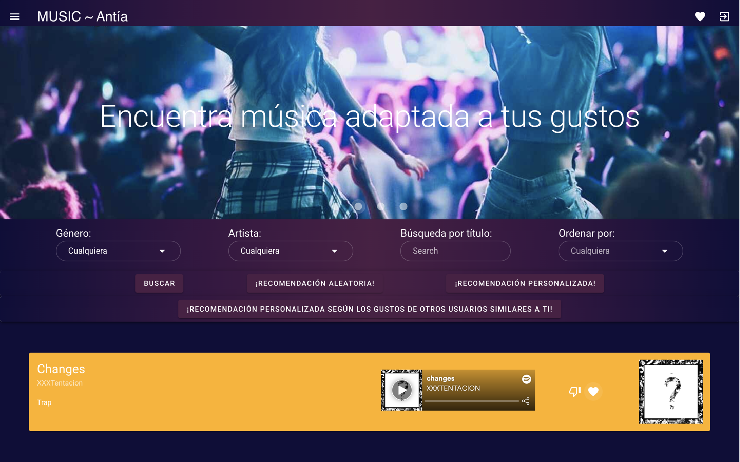 MUSIC ~ Antía
Encuentra música adaptada a tus gustos
Género:
Artista:
Búsqueda por título:
Ordenar por:
Cualquiera
Cualquiera
Search
Cualquiera
BUSCAR
¡RECOMENDACIÓN ALEATORIA!
¡RECOMENDACIÓN PERSONALIZADA!
¡RECOMENDACIÓN PERSONALIZADA SEGÚN LOS GUSTOS DE OTROS USUARIOS SIMILARES A TI!
Changes
XXXTentacion
Trap
changes
XXXTENTACION
?